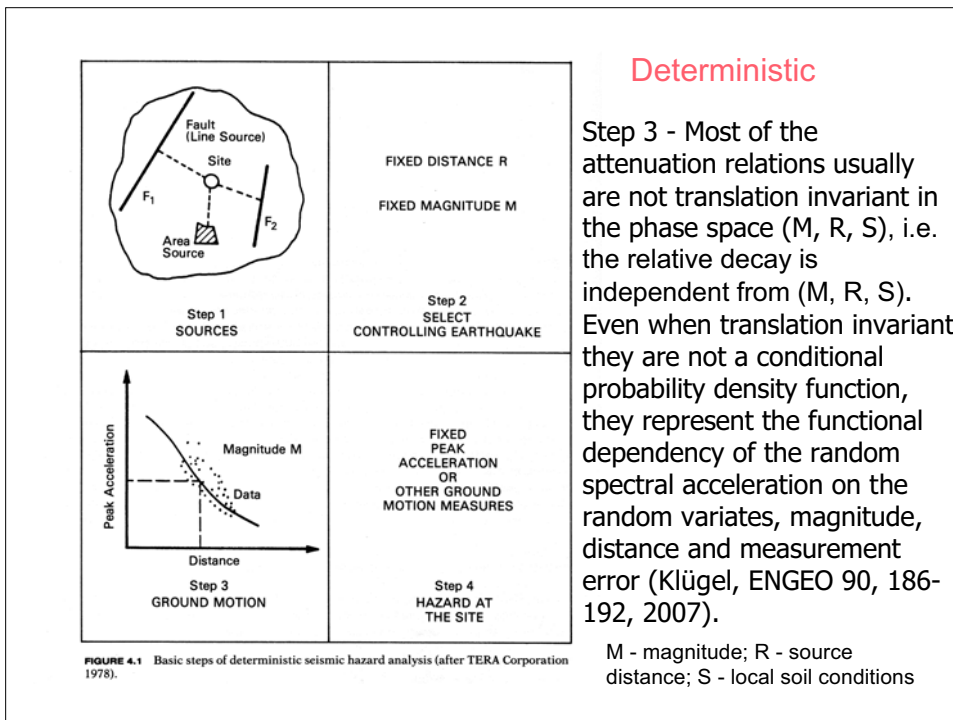 Deterministic
Fault
(Line Source)
Site
F1
F2
Area
Source
Step 1
SOURCES
FIXED DISTANCE R
FIXED MAGNITUDE M
Step 2
SELECT
CONTROLLING EARTHQUAKE
Peak Acceleration
Magnitude M
Data
Distance
Step 3
GROUND MOTION
FIXED
PEAK
ACCELERATION
OR
OTHER GROUND
MOTION MEASURES
Step 4
HAZARD AT
THE SITE
FIGURE 4.1 Basic steps of deterministic seismic hazard analysis (after TERA Corporation
1978).
Step 3 - Most of the
attenuation relations usually
are not translation invariant in
the phase space (M, R, S), i.e.
the relative decay is
independent from (M, R, S).
Even when translation invariant
they are not a conditional
probability density function,
they represent the functional
dependency of the random
spectral acceleration on the
random variates, magnitude,
distance and measurement
error (Klügel, ENGEO 90, 186-
192, 2007).
M - magnitude; R - source
distance; S - local soil conditions